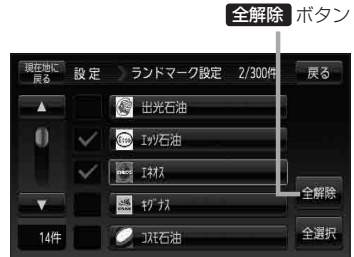 全解除 ボタン
現在地に戻る 設定 ランドマーク設定 2/300件 戻る
出光石油
Esso エッソ石油
ENEOS エネオス
キグナス
全解除
コスモ石油
14件 全選択